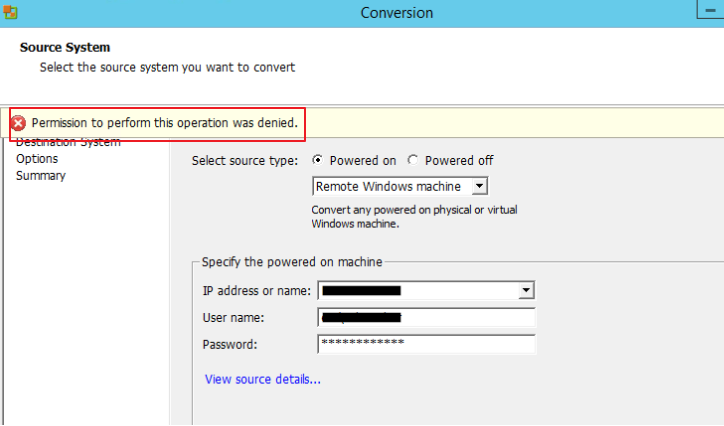 Conversion
Source System
Select the source system you want to convert
Permission to perform this operation was denied.
Destination System
Options
Summary
Select source type: Powered on Powered off
Remote Windows machine
Convert any powered on physical or virtual
Windows machine.
Specify the powered on machine
IP address or name:
User name:
Password: ************
View source details...